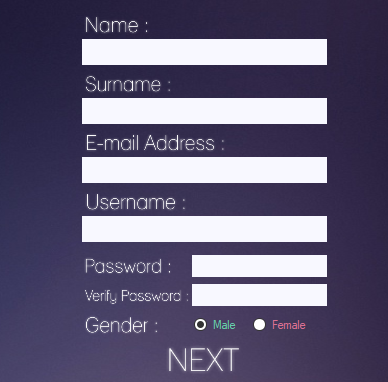 Name :
Surname :
E-mail Address :
Username :
Password :
Verify Password :
Gender : Male Female
NEXT